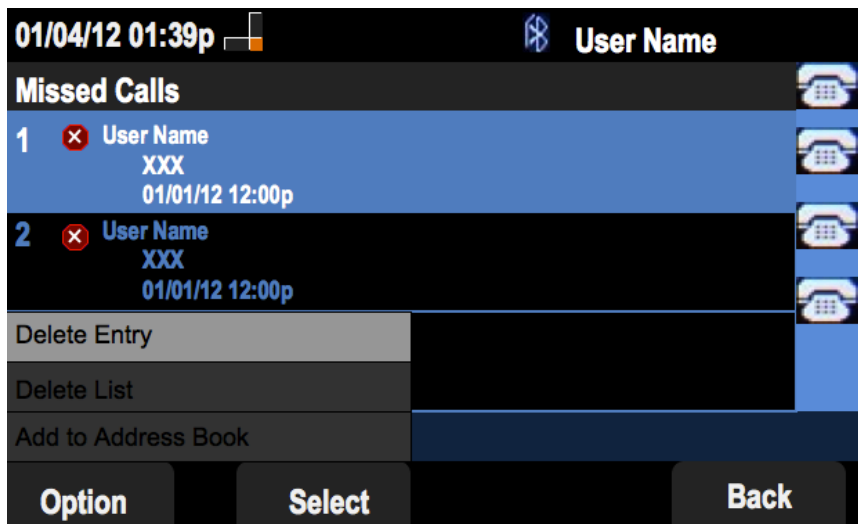 01/04/12 01:39p
User Name
Missed Calls
1 User Name
XXX
01/01/12 12:00p
2 User Name
XXX
01/01/12 12:00p
Delete Entry
Delete List
Add to Address Book
Option Select Back